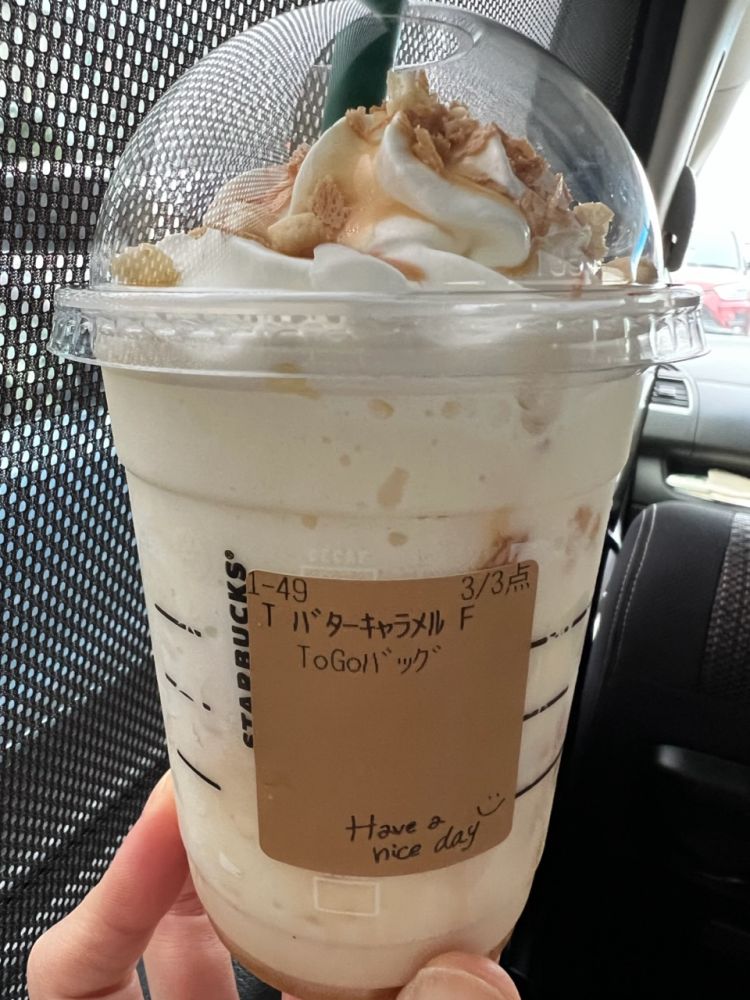 STARBUCKS®
1-49 3/3点
T バターキャラメル F
ToGoバッグ
Have a
nice day